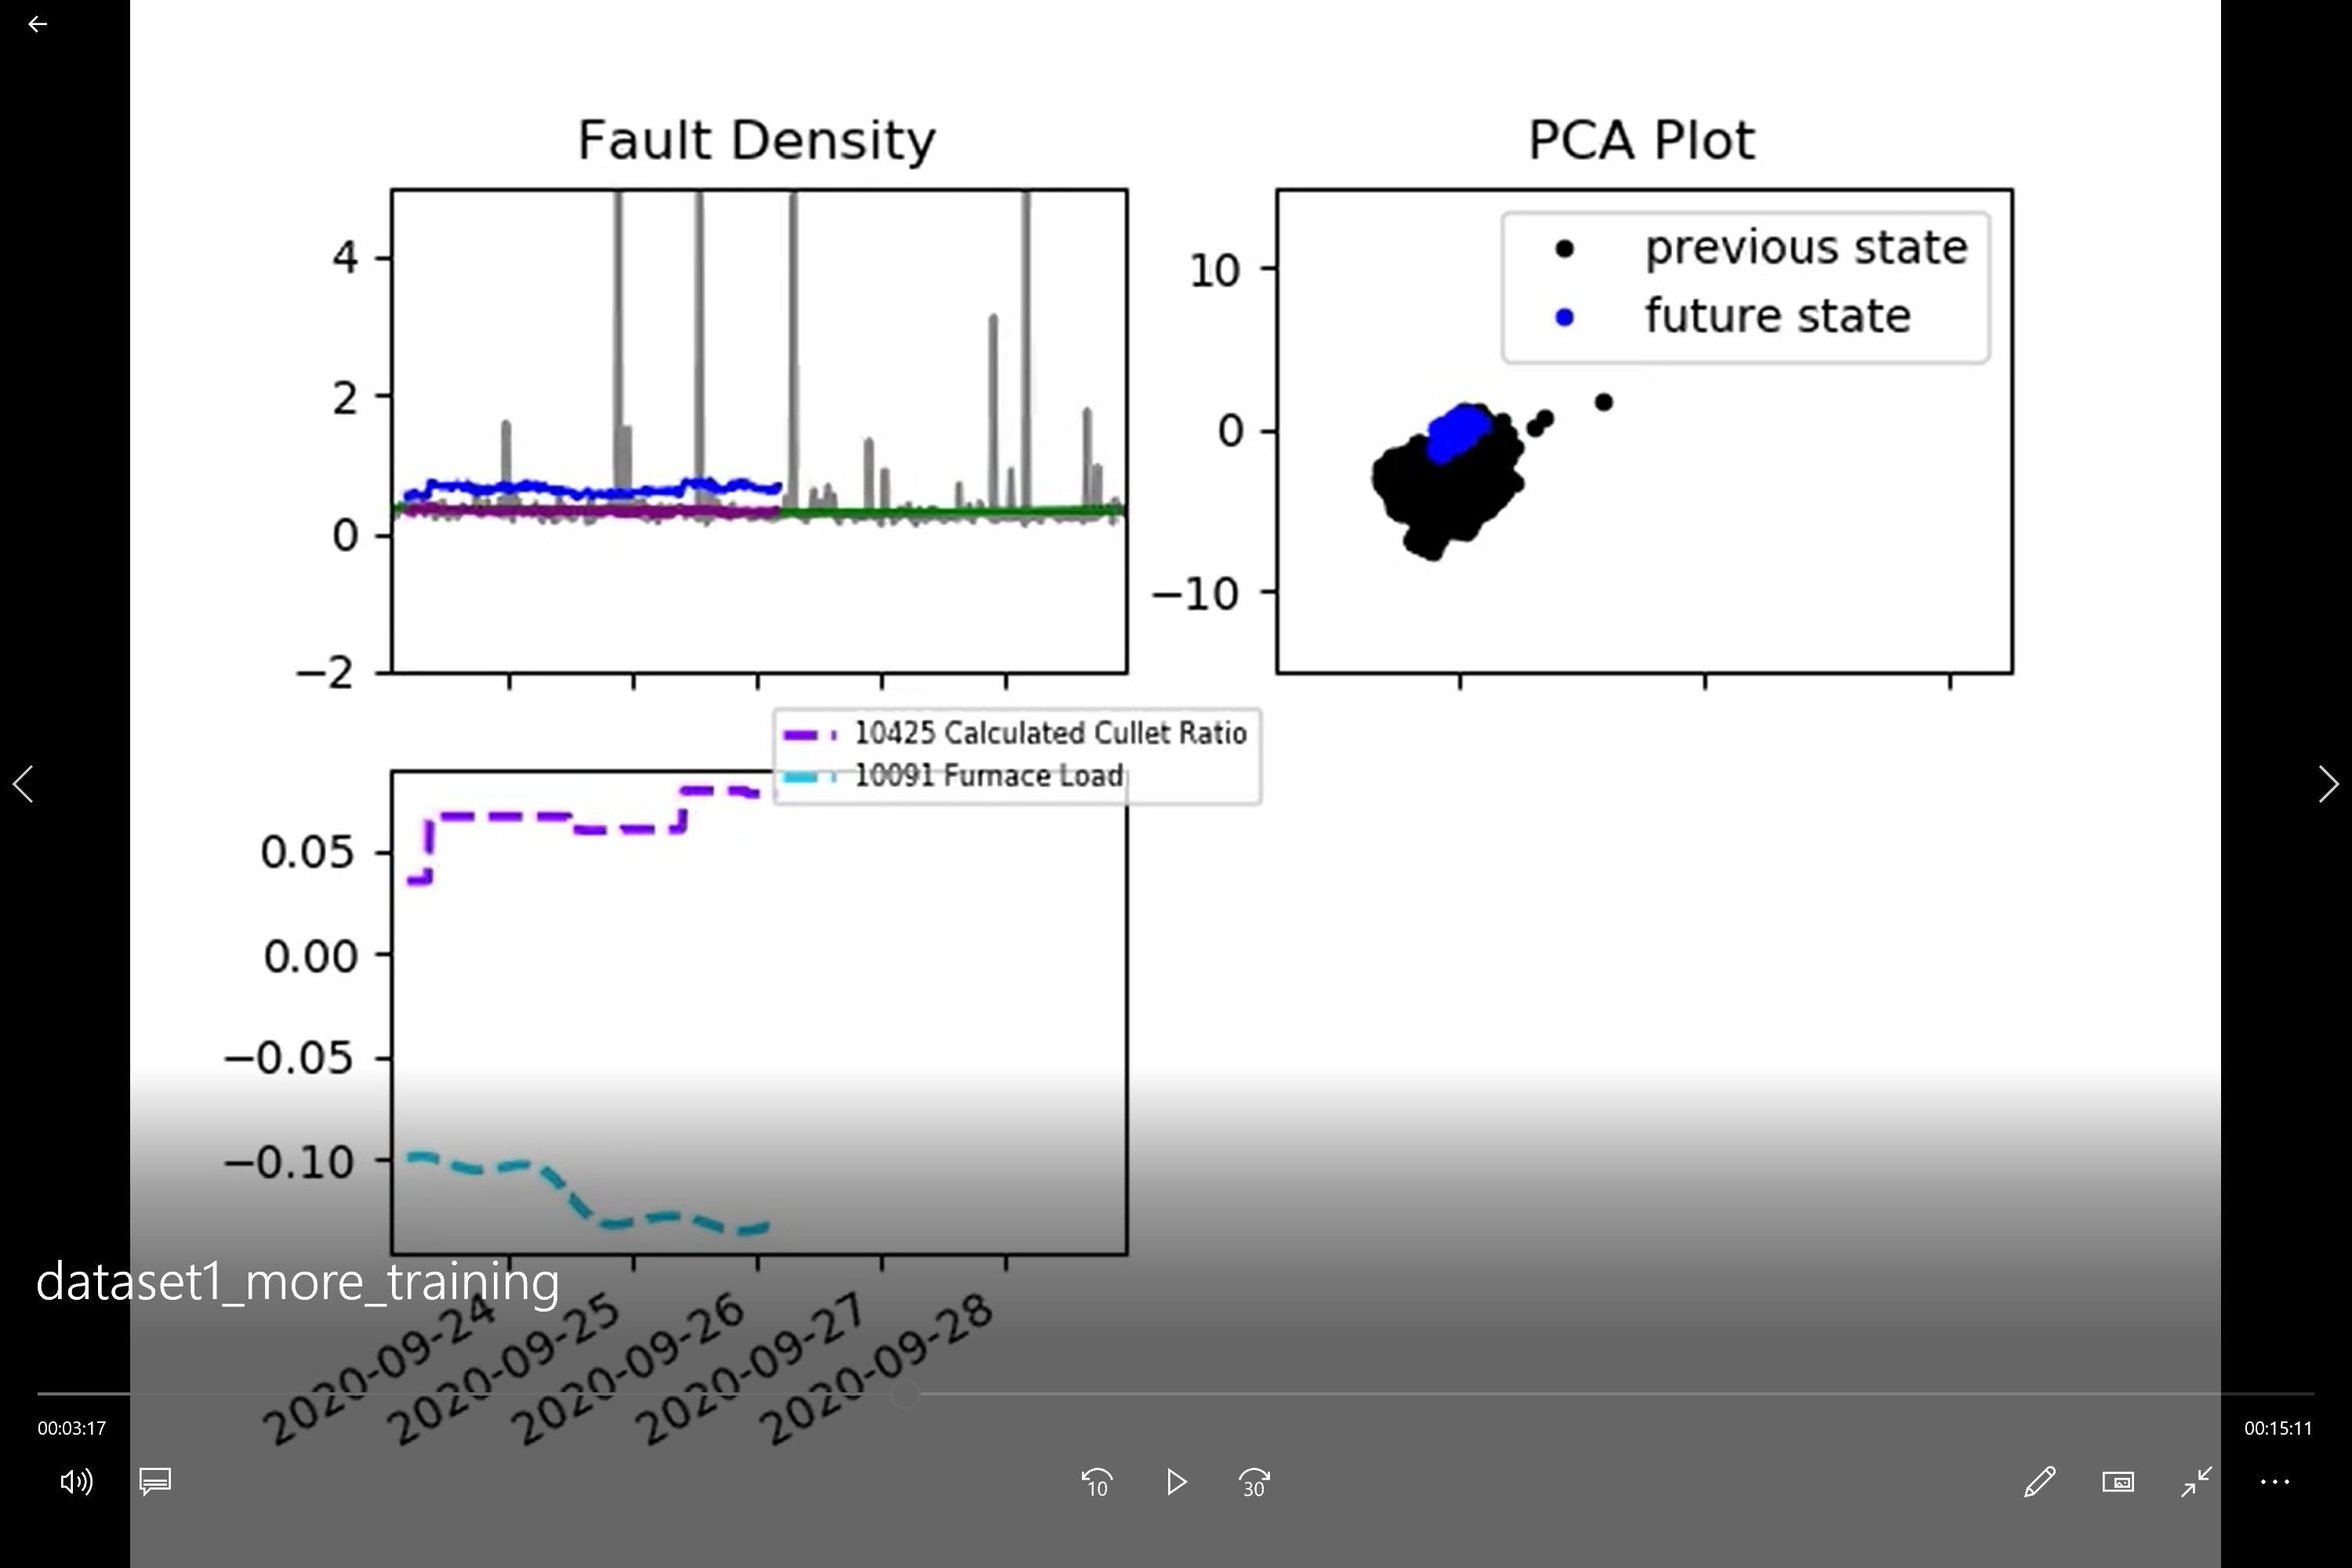 Fault Density
PCA Plot
4
2
0
−2
10
0
−10
previous state
future state
10425 Calculated Cullet Ratio
10091 Furnace Load
0.05
0.00
−0.05
−0.10
dataset1_more_training
2020-09-24
2020-09-25
2020-09-26
2020-09-27
2020-09-28
00:03:17
00:15:11
10
30